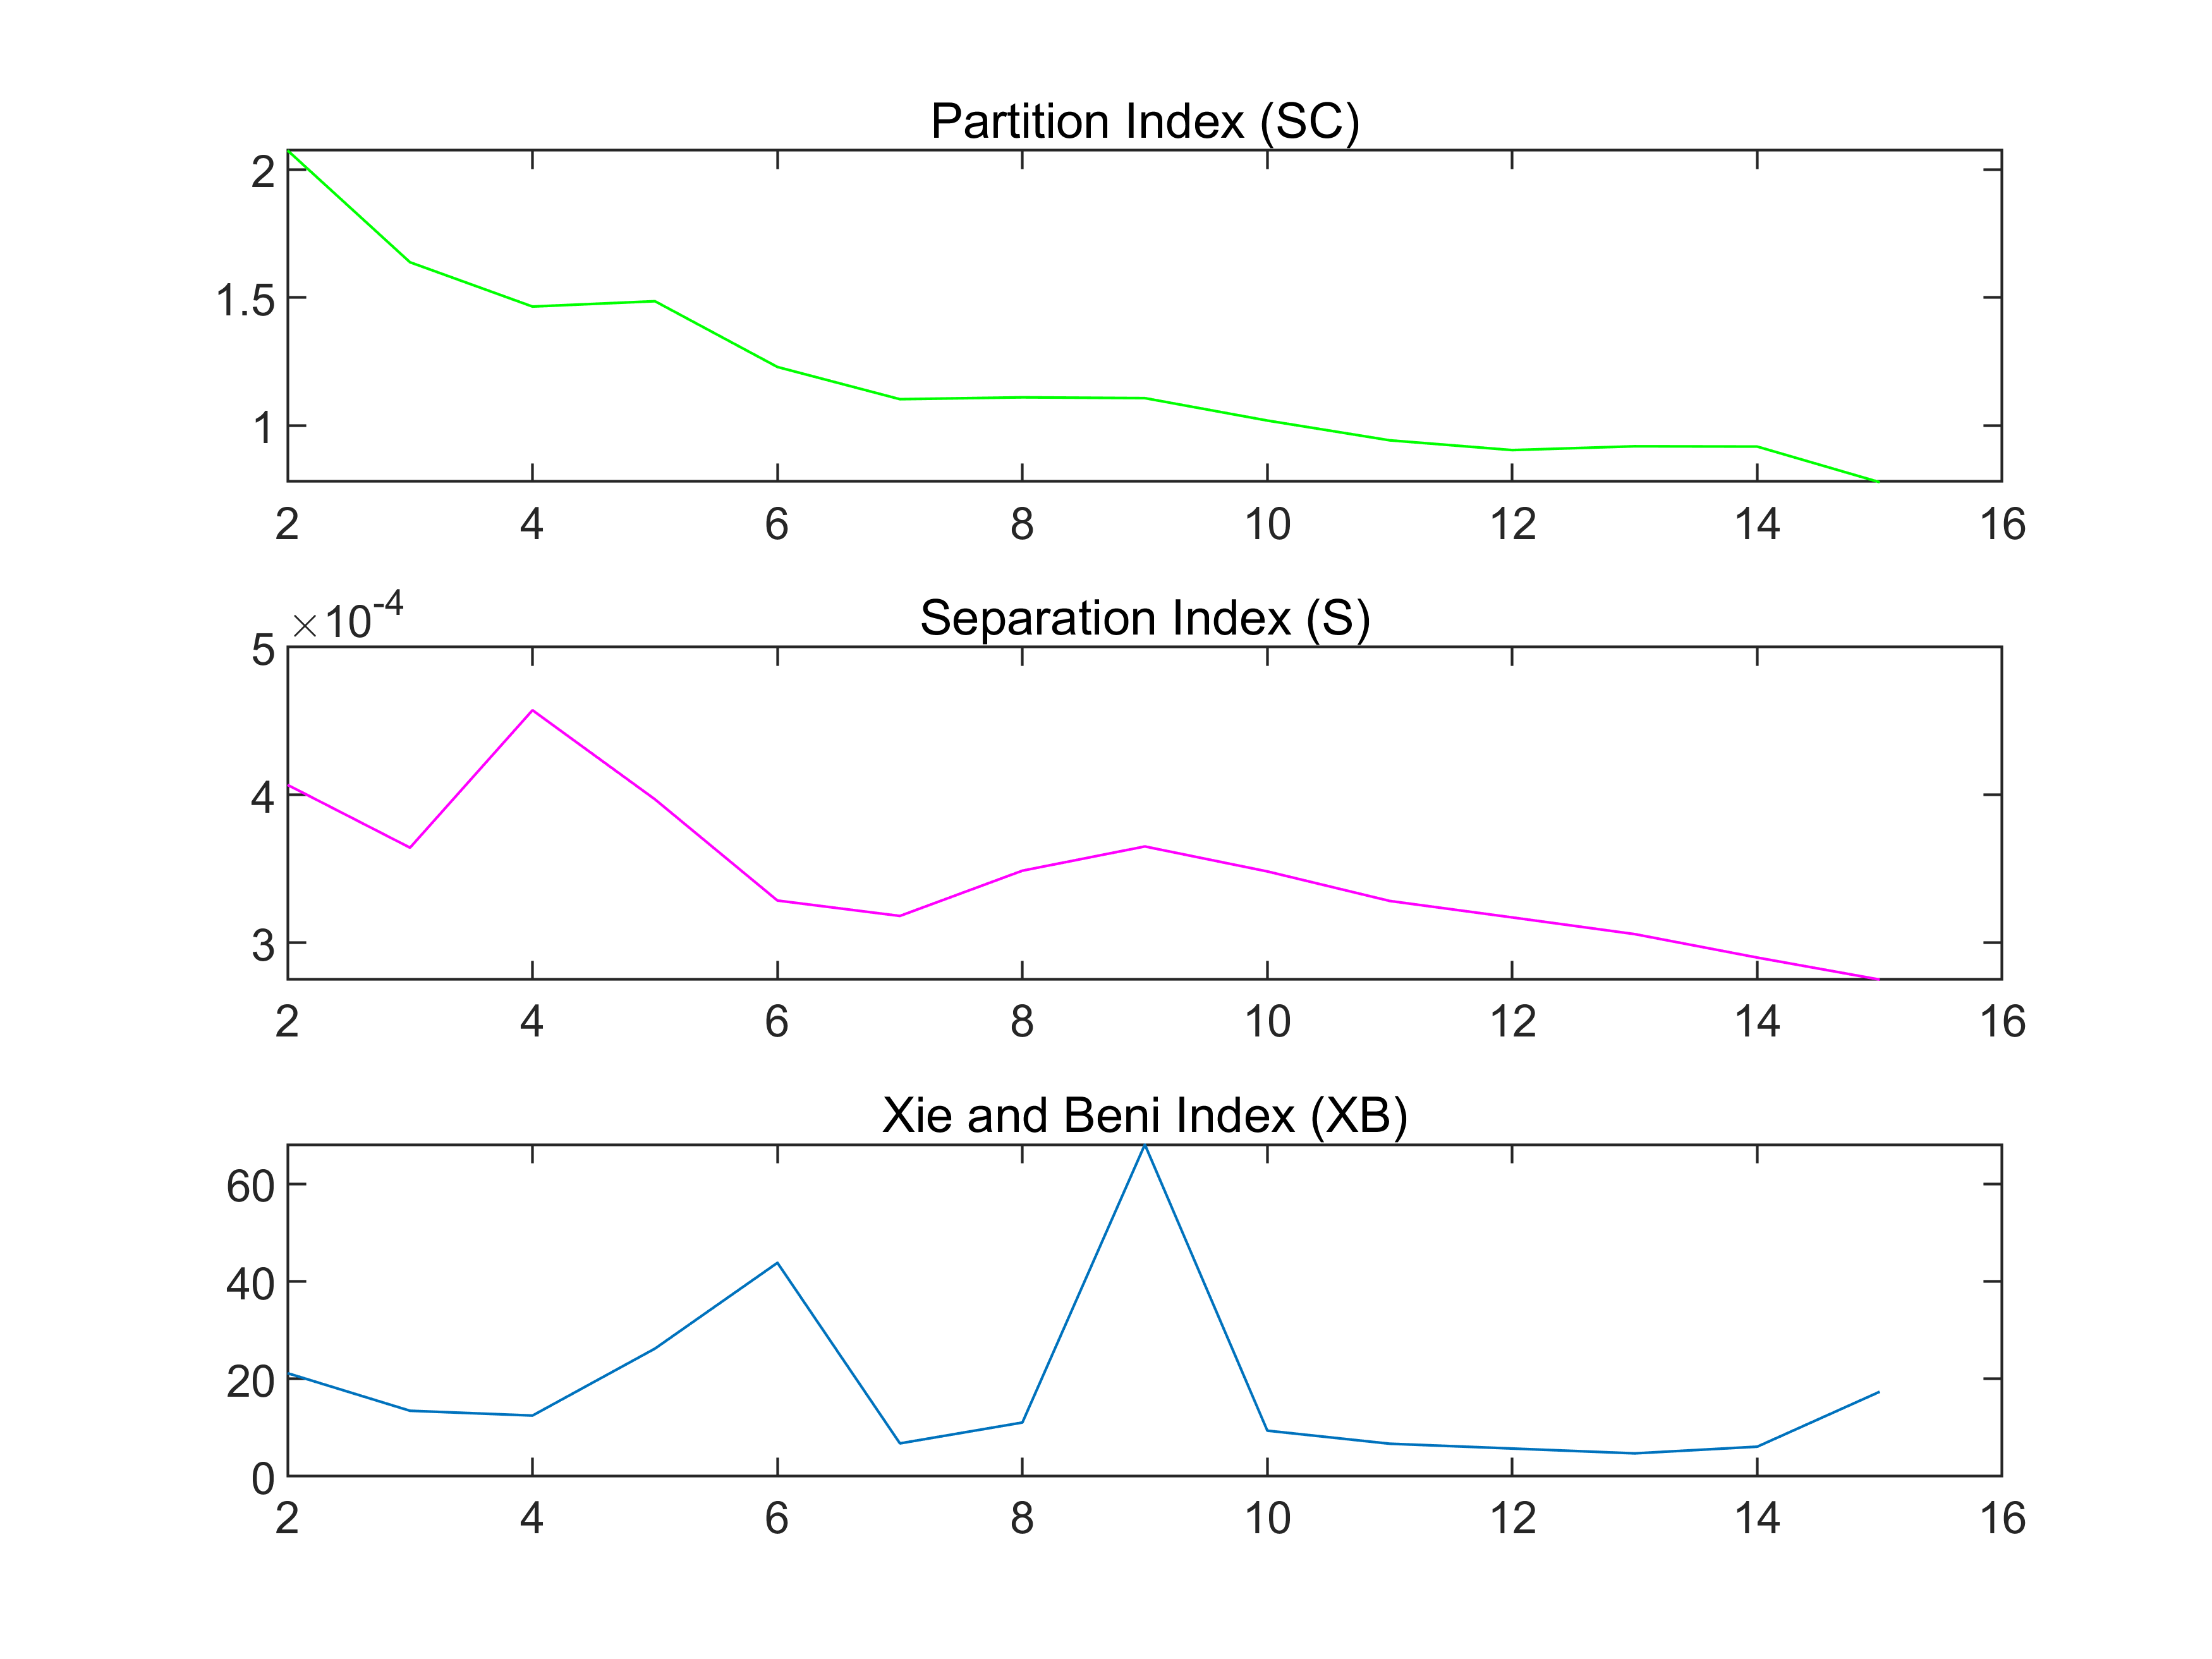 Partition Index (SC)
2
1.5
1
2 4 6 8 10 12 14 16
×10-4
Separation Index (S)
5
4
3
2 4 6 8 10 12 14 16
Xie and Beni Index (XB)
60
40
20
0
2 4 6 8 10 12 14 16